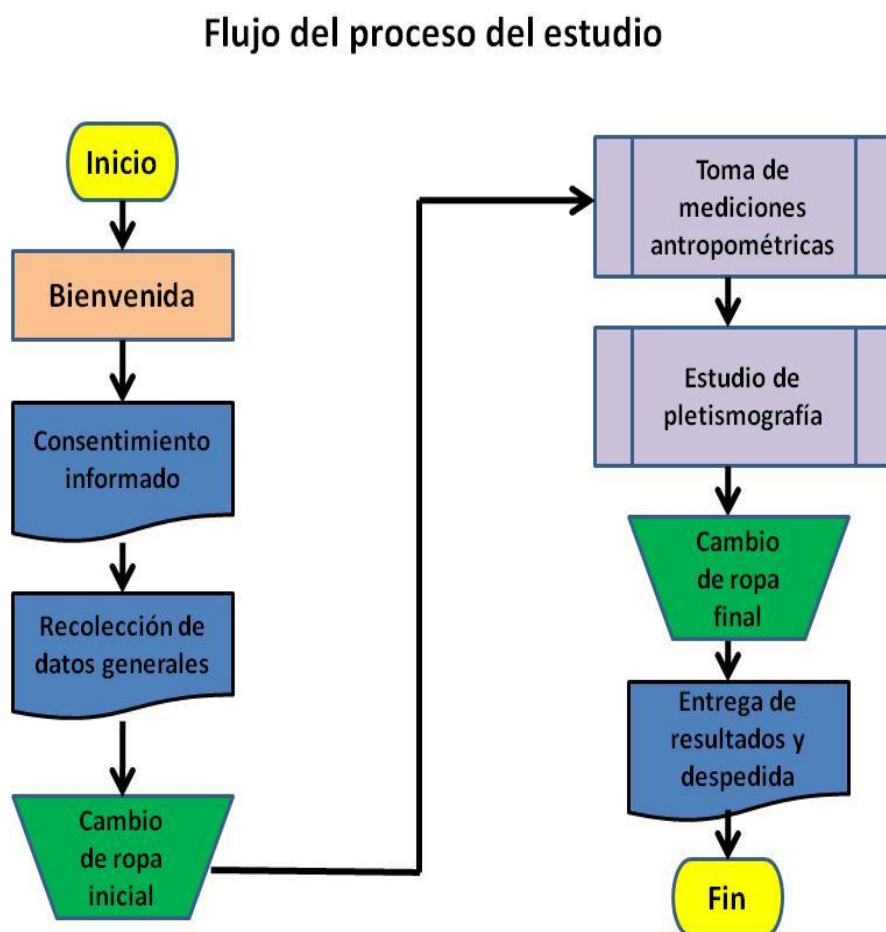 Flujo del proceso del estudio
Inicio
Bienvenida
Consentimiento
informado
Recolección de
datos generales
Cambio
de ropa
inicial
Toma de
mediciones
antropométricas
Estudio de
pletismografía
Cambio
de ropa
final
Entrega de
resultados y
despedida
Fin